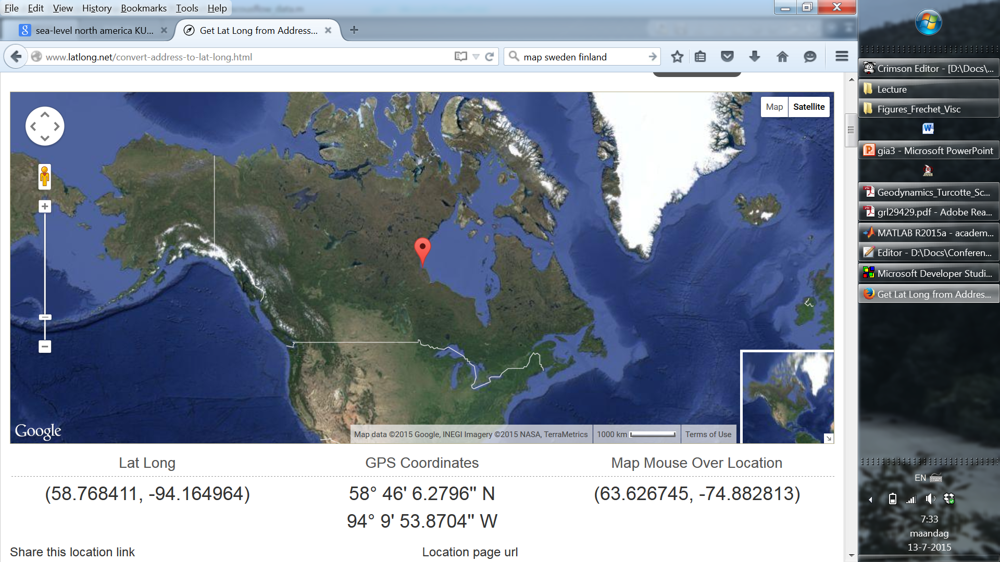 File Edit View History Bookmarks Tools Help
sea-level north america KU...
Get Lat Long from Address...
www.latlong.net/convert-address-to-lat-long.html
map sweden finland
Map Satellite
Google
Map data ©2015 Google, INEGI Imagery ©2015 NASA, TerraMetrics
1000 km
Terms of Use
Lat Long
(58.768411, -94.164964)
GPS Coordinates
58° 46' 6.2796'' N
94° 9' 53.8704'' W
Map Mouse Over Location
(63.626745, -74.882813)
Share this location link
Location page url
Crimson Editor - [D:\Docs\...
Lecture
Figures_Frechet_Visc
gia3 - Microsoft PowerPoint
Geodynamics_Turcotte_Sc...
grl29429.pdf - Adobe Rea...
MATLAB R2015a - academ...
Editor - D:\Docs\Conferen...
Microsoft Developer Studi...
Get Lat Long from Addres...
EN
7:33
maandag
13-7-2015